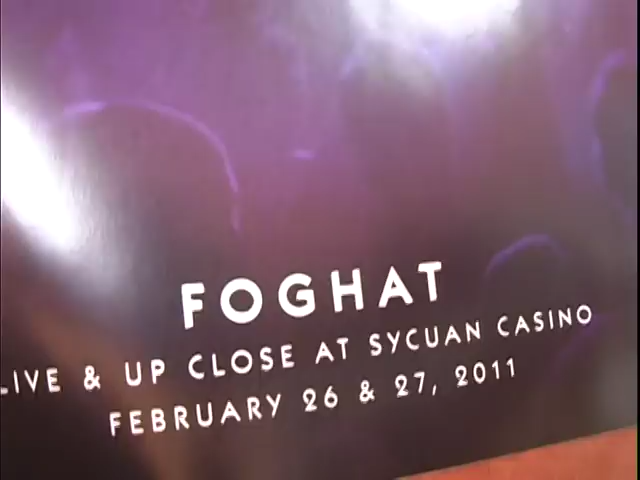 FOGHAT
LIVE & UP CLOSE AT SYCUAN CASINO
FEBRUARY 26 & 27, 2011